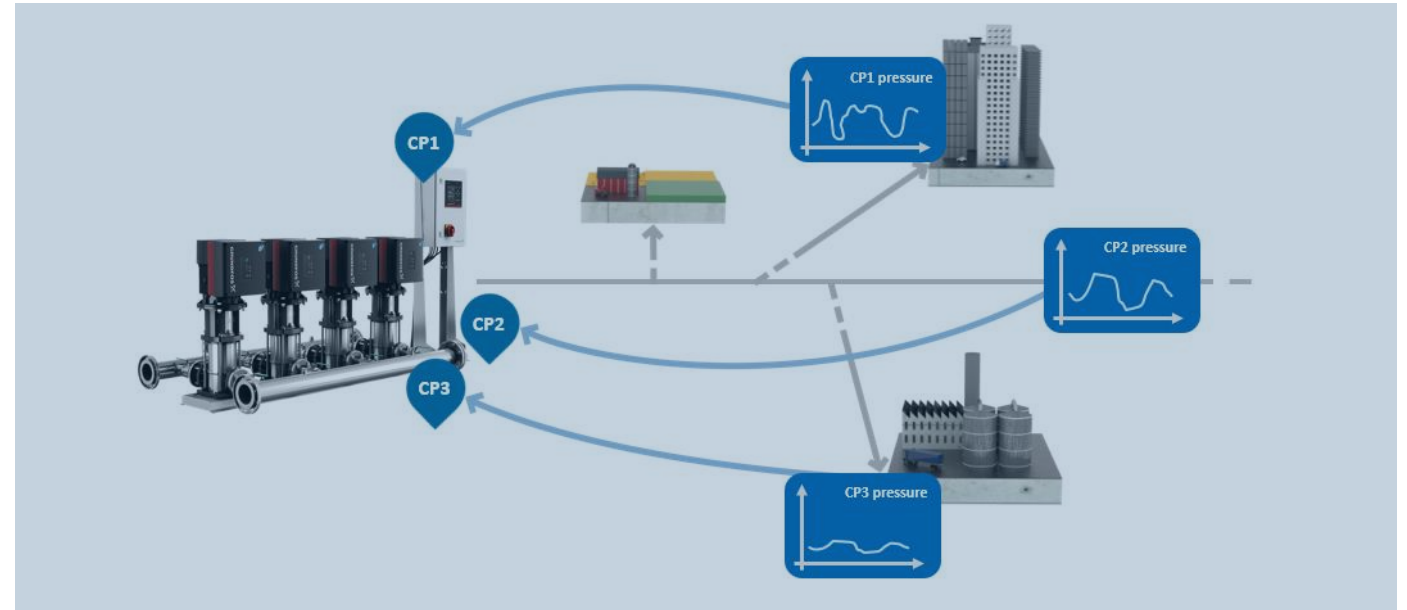 CP1 pressure
CP1
CP2 pressure
CP2
CP3
CP3 pressure